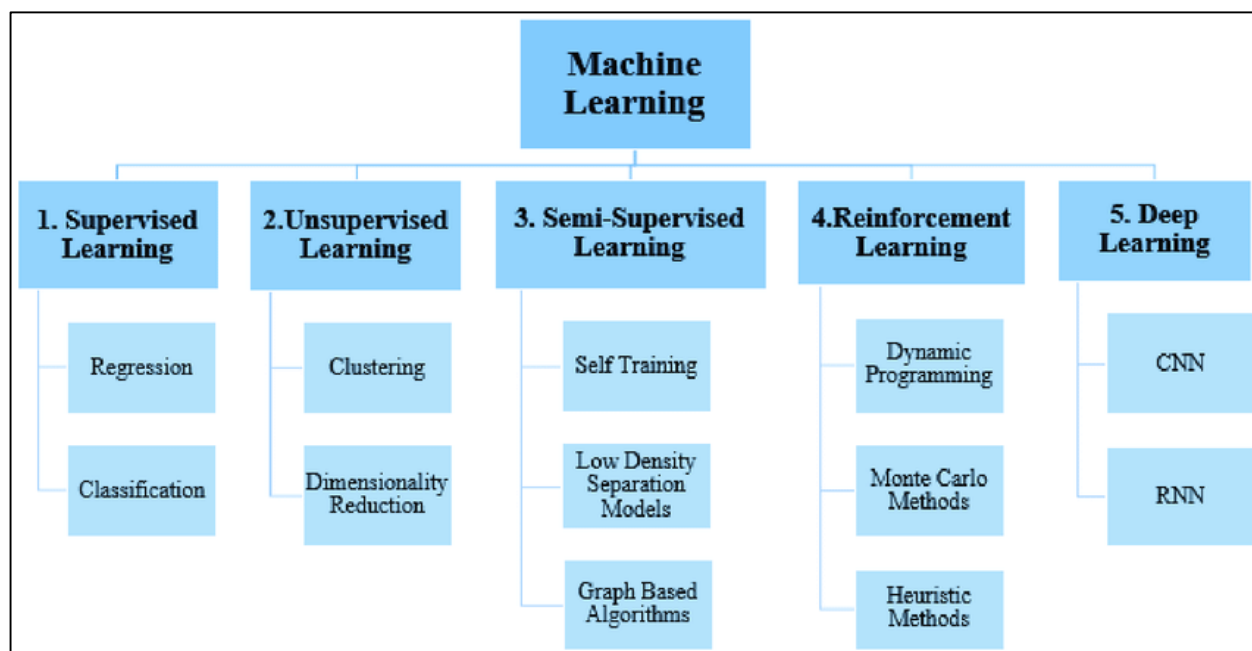 Machine
Learning
1. Supervised
Learning
2.Unsupervised
Learning
3. Semi-Supervised
Learning
4.Reinforcement
Learning
5. Deep
Learning
Regression
Classification
Clustering
Dimensionality
Reduction
Self Training
Low Density
Separation
Models
Graph Based
Algorithms
Dynamic
Programming
Monte Carlo
Methods
Heuristic
Methods
CNN
RNN